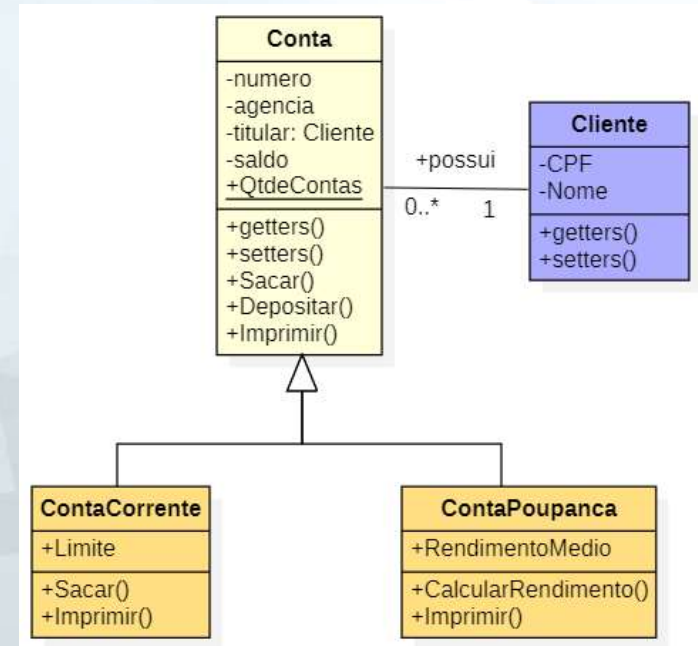 Conta
-numero
-agencia
-titular: Cliente
-saldo
+QtdeContas
+getters()
+setters()
+Sacar()
+Depositar()
+Imprimir()
+possui
0..*
1
Cliente
-CPF
-Nome
+getters()
+setters()
ContaCorrente
+Limite
+Sacar()
+Imprimir()
ContaPoupanca
+RendimentoMedio
+CalcularRendimento()
+Imprimir()